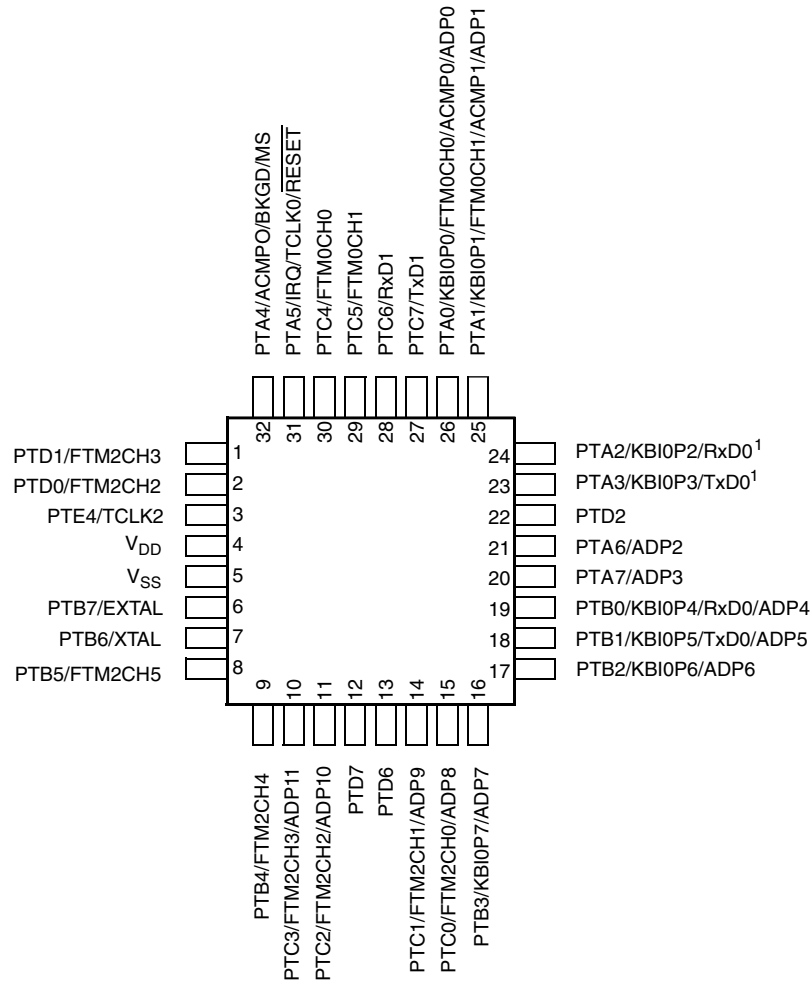 PTA4/ACMPO/BKGD/MS
PTA5/IRQ/TCLK0/RESET
PTC4/FTM0CH0
PTC5/FTM0CH1
PTC6/RxD1
PTC7/TxD1
PTA0/KBI0P0/FTM0CH0/ACMP0/ADP0
PTA1/KBI0P1/FTM0CH1/ACMP1/ADP1
32
31
30
29
28
27
26
25
PTD1/FTM2CH3 1
PTD0/FTM2CH2 2
PTE4/TCLK2 3
VDD 4
VSS 5
PTB7/EXTAL 6
PTB6/XTAL 7
PTB5/FTM2CH5 8
24 PTA2/KBI0P2/RxD0¹
23 PTA3/KBI0P3/TxD0¹
22 PTD2
21 PTA6/ADP2
20 PTA7/ADP3
19 PTB0/KBI0P4/RxD0/ADP4
18 PTB1/KBI0P5/TxD0/ADP5
17 PTB2/KBI0P6/ADP6
9
10
11
12
13
14
15
16
PTB4/FTM2CH4
PTC3/FTM2CH3/ADP11
PTC2/FTM2CH2/ADP10
PTD7
PTD6
PTC1/FTM2CH1/ADP9
PTC0/FTM2CH0/ADP8
PTB3/KBI0P7/ADP7